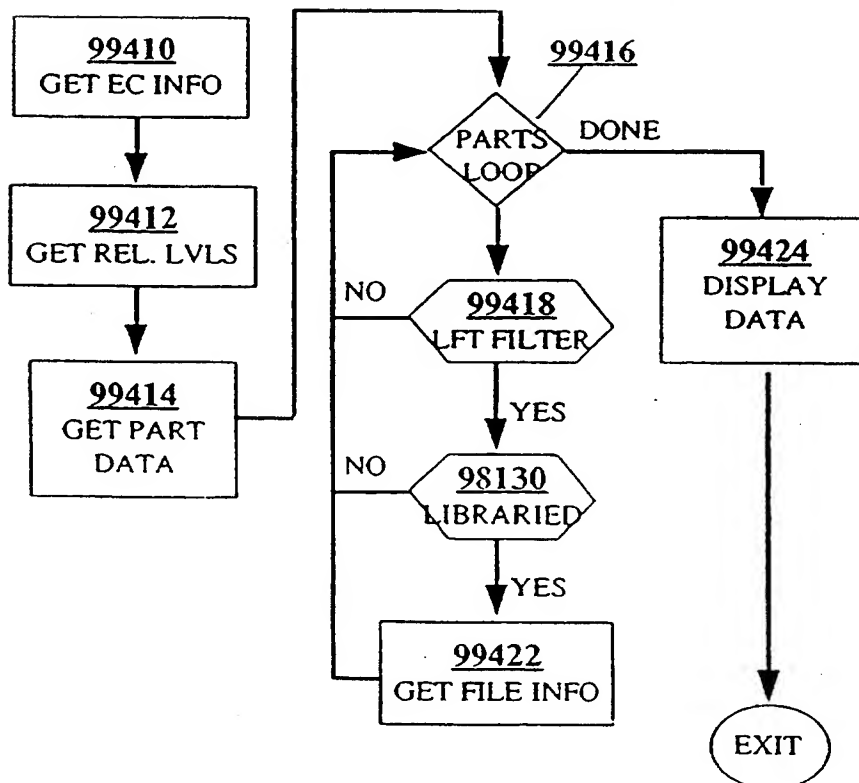 99410
GET EC INFO
99412
GET REL. LVLS
99414
GET PART
DATA
99416
PARTS
LOOP
DONE
99418
LFT FILTER
NO
YES
98130
LIBRARIED
NO
YES
99422
GET FILE INFO
99424
DISPLAY
DATA
EXIT